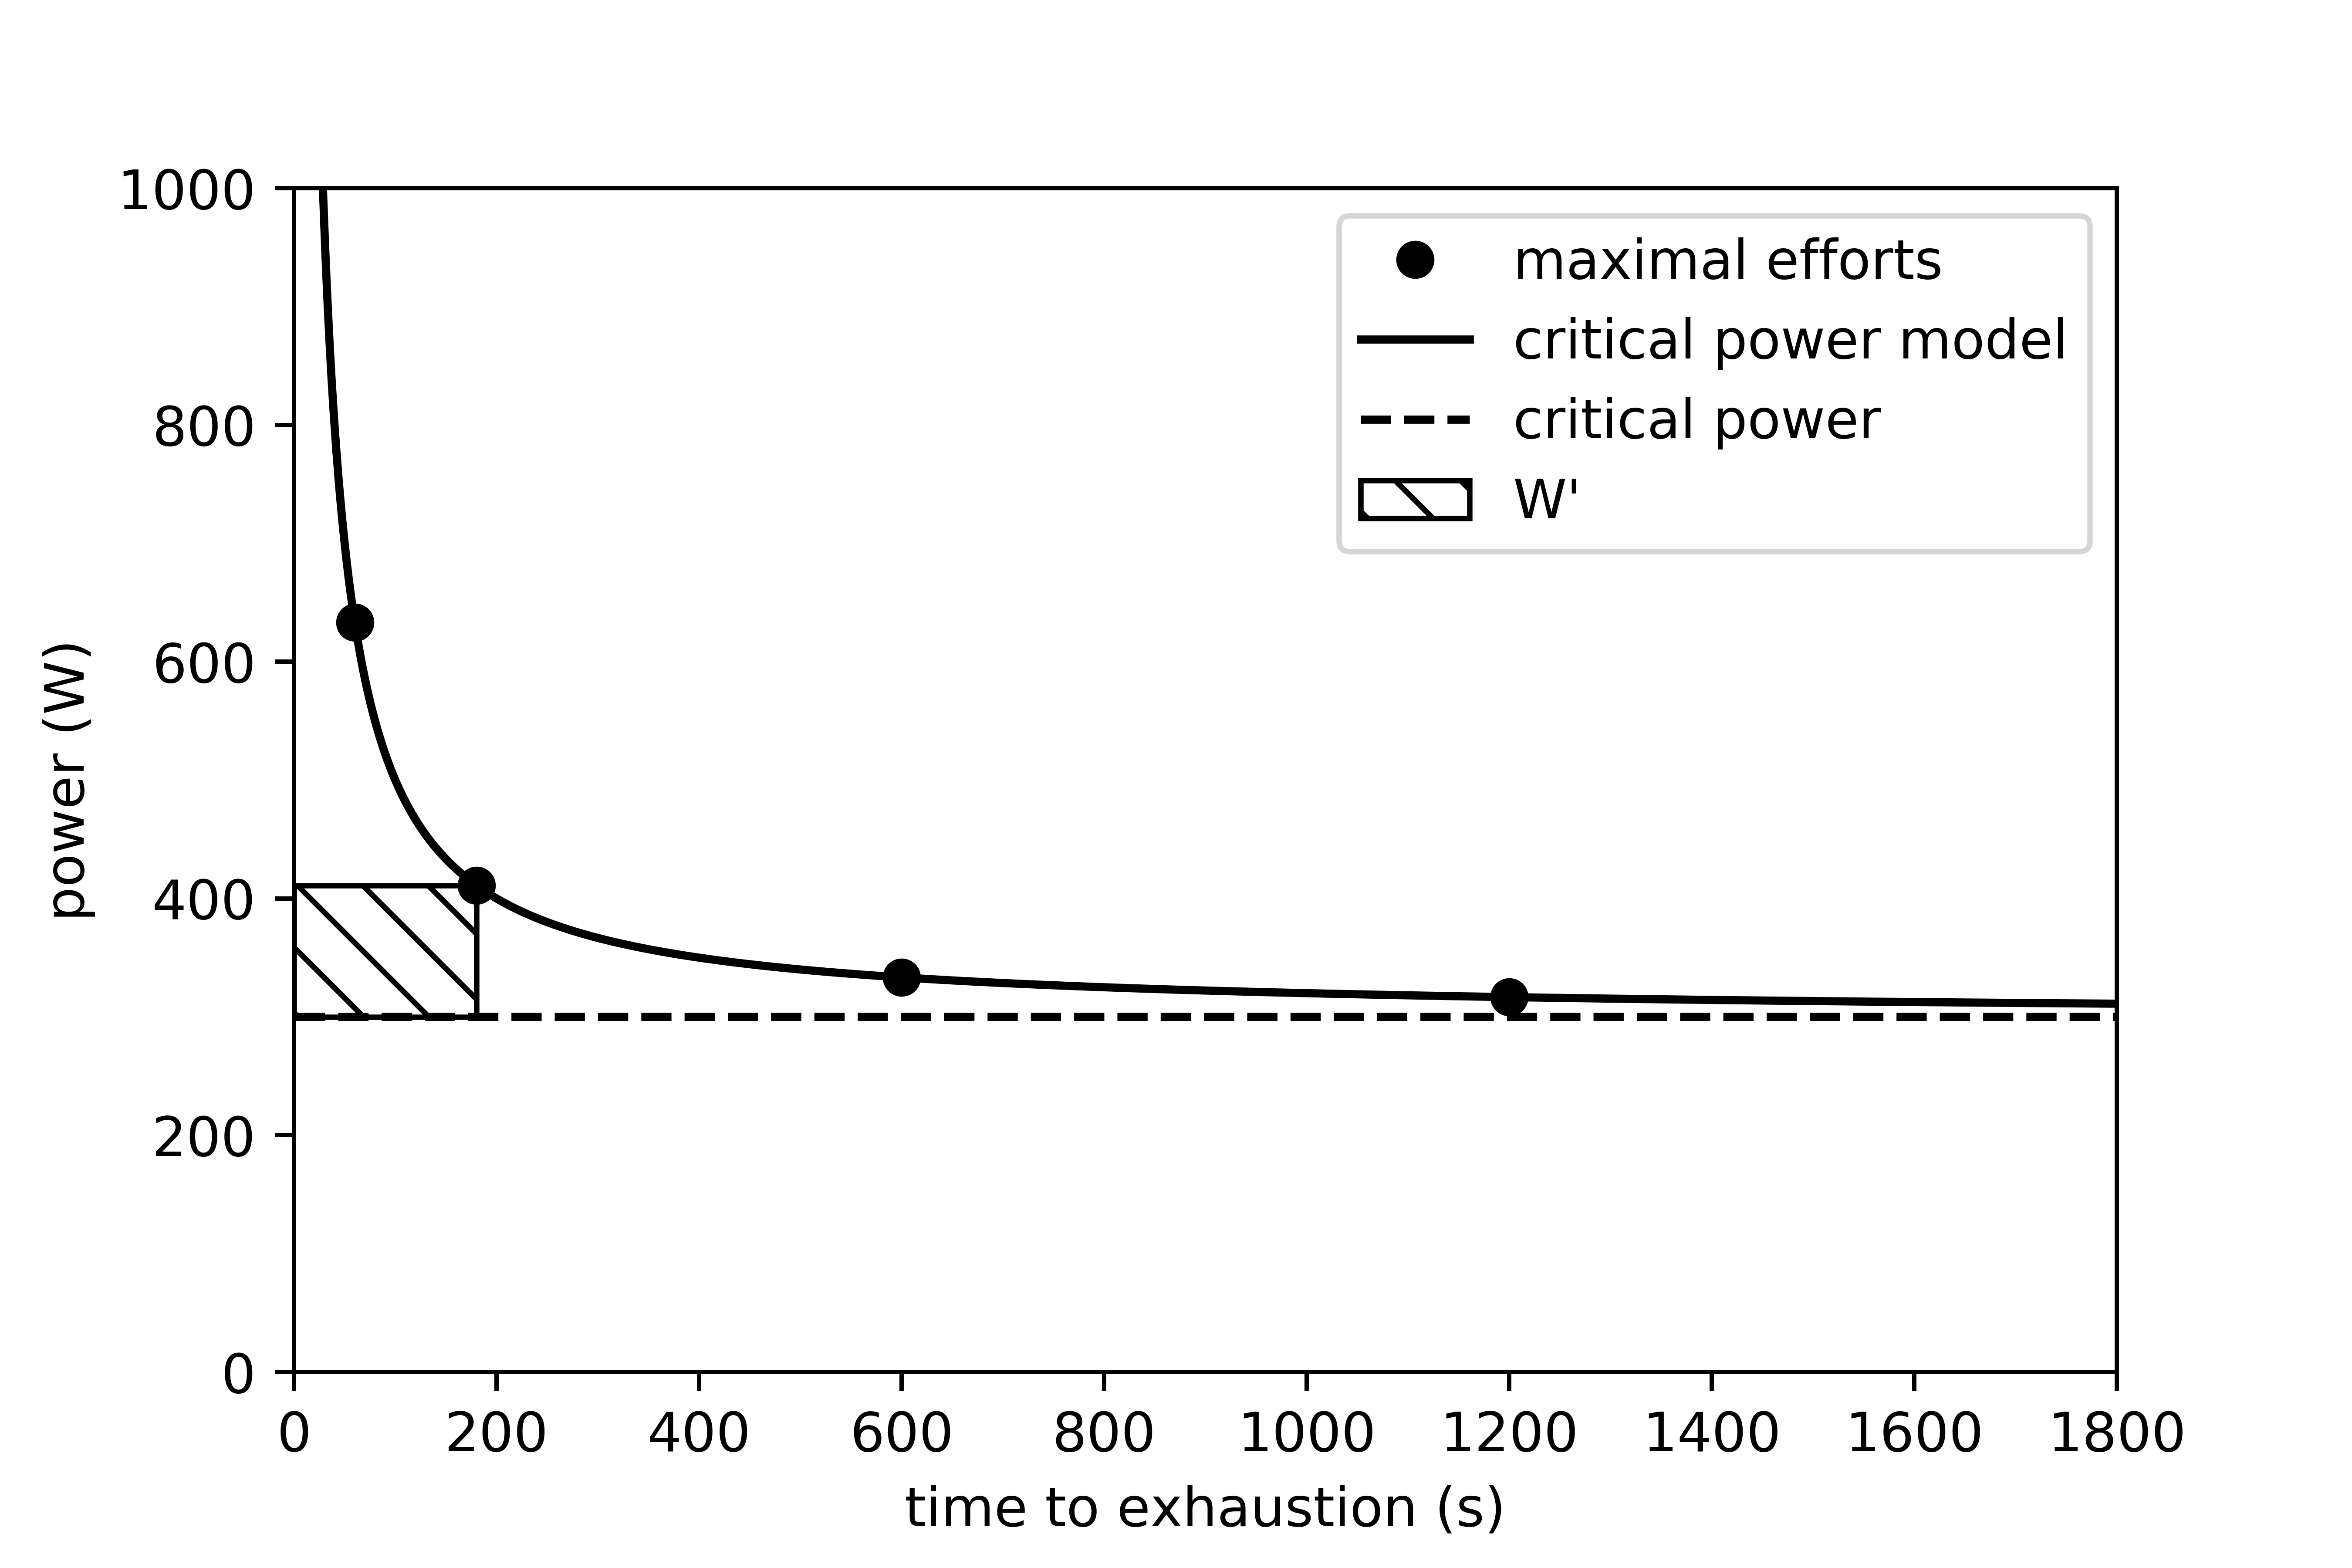 1000
800
600
400
200
0
power (W)
maximal efforts
critical power model
critical power
W'
0 200 400 600 800 1000 1200 1400 1600 1800
time to exhaustion (s)